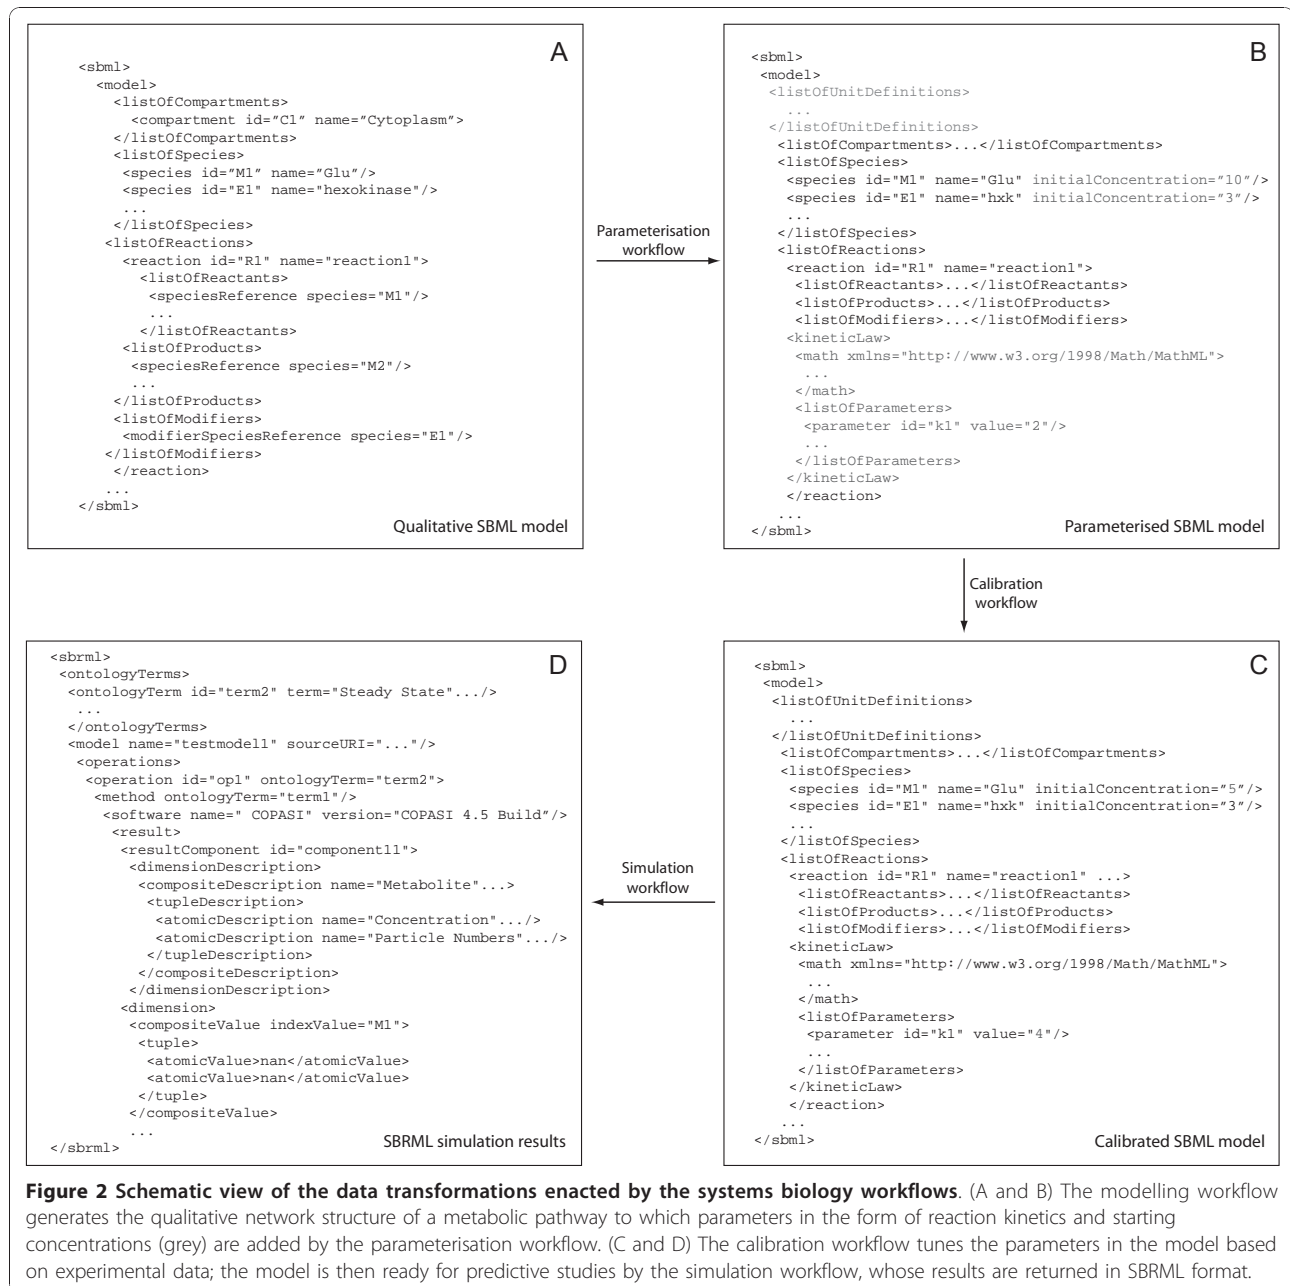 A
<sbml>
<model>
<listOfCompartments>
<compartment id="C1" name="Cytoplasm">
</listOfCompartments>
<listOfSpecies>
<species id="M1" name="Glu"/>
<species id="E1" name="hexokinase"/>
...
</listOfSpecies>
<listOfReactions>
<reaction id="R1" name="reaction1">
<listOfReactants>
<speciesReference species="M1"/>
...
</listOfReactants>
<listOfProducts>
<speciesReference species="M2"/>
...
</listOfProducts>
<listOfModifiers>
<modifierSpeciesReference species="E1"/>
</listOfModifiers>
</reaction>
...
</sbml>
Qualitative SBML model
Parameterisation
workflow
B
<sbml>
<model>
<listOfUnitDefinitions>
...
</listOfUnitDefinitions>
<listOfCompartments>...</listOfCompartments>
<listOfSpecies>
<species id="M1" name="Glu" initialConcentration="10"/>
<species id="E1" name="hxk" initialConcentration="3"/>
...
</listOfSpecies>
<listOfReactions>
<reaction id="R1" name="reaction1">
<listOfReactants>...</listOfReactants>
<listOfProducts>...</listOfProducts>
<listOfModifiers>...</listOfModifiers>
<kineticLaw>
<math xmlns="http://www.w3.org/1998/Math/MathML">
...
</math>
<listOfParameters>
<parameter id="k1" value="2"/>
...
</listOfParameters>
</kineticLaw>
</reaction>
...
</sbml>
Parameterised SBML model
Calibration
workflow
C
<sbml>
<model>
<listOfUnitDefinitions>
...
</listOfUnitDefinitions>
<listOfCompartments>...</listOfCompartments>
<listOfSpecies>
<species id="M1" name="Glu" initialConcentration="5"/>
<species id="E1" name="hxk" initialConcentration="3"/>
...
</listOfSpecies>
<listOfReactions>
<reaction id="R1" name="reaction1" ...>
<listOfReactants>...</listOfReactants>
<listOfProducts>...</listOfProducts>
<listOfModifiers>...</listOfModifiers>
<kineticLaw>
<math xmlns="http://www.w3.org/1998/Math/MathML">
...
</math>
<listOfParameters>
<parameter id="k1" value="4"/>
...
</listOfParameters>
</kineticLaw>
</reaction>
...
</sbml>
Calibrated SBML model
Simulation
workflow
D
<sbrml>
<ontologyTerms>
<ontologyTerm id="term2" term="Steady State".../>
...
</ontologyTerms>
<model name="testmodel1" sourceURI="..."/>
<operations>
<operation id="op1" ontologyTerm="term2">
<method ontologyTerm="term1"/>
<software name=" COPASI" version="COPASI 4.5 Build"/>
<result>
<resultComponent id="component11">
<dimensionDescription>
<compositeDescription name="Metabolite"...>
<tupleDescription>
<atomicDescription name="Concentration".../>
<atomicDescription name="Particle Numbers".../>
</tupleDescription>
</compositeDescription>
</dimensionDescription>
<dimension>
<compositeValue indexValue="M1">
<tuple>
<atomicValue>nan</atomicValue>
<atomicValue>nan</atomicValue>
</tuple>
</compositeValue>
...
</sbrml>
SBRML simulation results
Figure 2 Schematic view of the data transformations enacted by the systems biology workflows. (A and B) The modelling workflow
generates the qualitative network structure of a metabolic pathway to which parameters in the form of reaction kinetics and starting
concentrations (grey) are added by the parameterisation workflow. (C and D) The calibration workflow tunes the parameters in the model based
on experimental data; the model is then ready for predictive studies by the simulation workflow, whose results are returned in SBRML format.